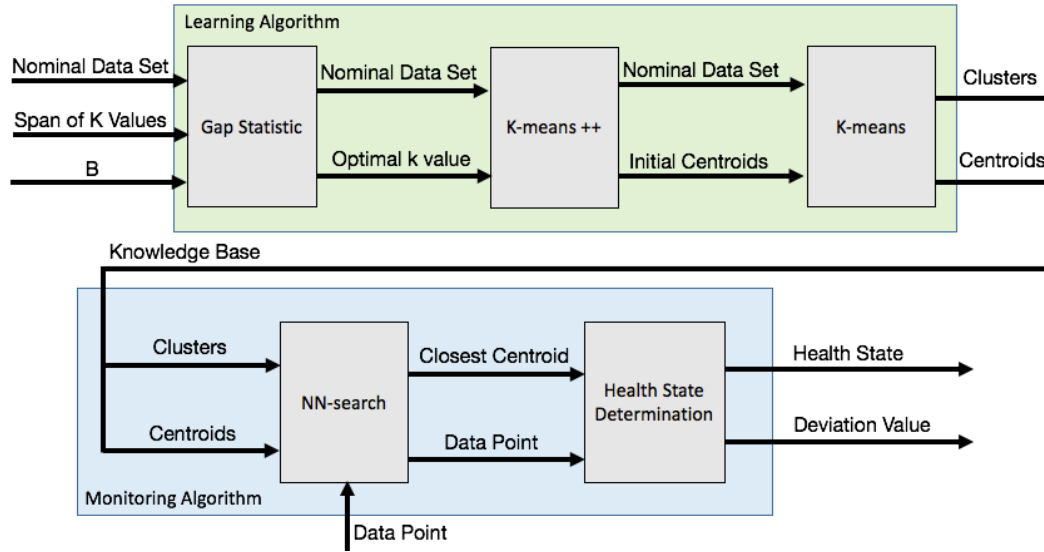 Learning Algorithm
Nominal Data Set
Span of K Values
B
Gap Statistic
Nominal Data Set
Optimal k value
K-means ++
Nominal Data Set
Initial Centroids
K-means
Clusters
Centroids
Knowledge Base
Clusters
Centroids
NN-search
Closest Centroid
Data Point
Health State
Determination
Health State
Deviation Value
Monitoring Algorithm
Data Point